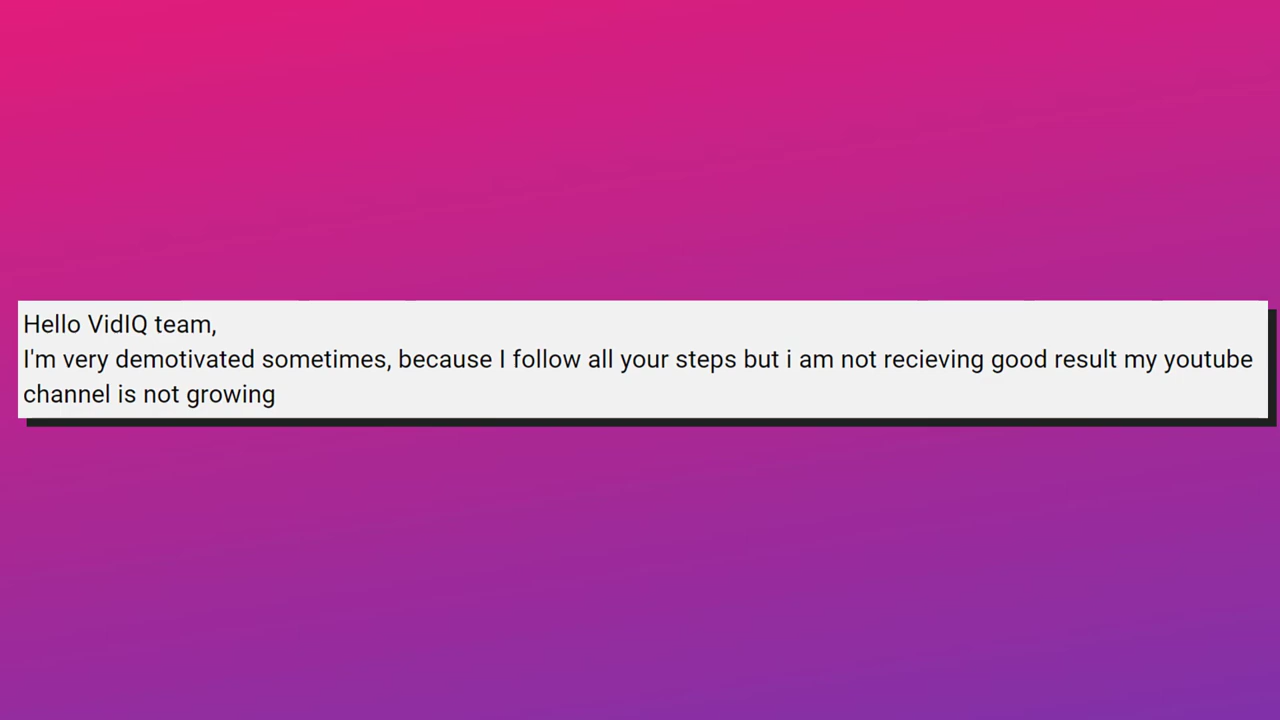 Hello VidIQ team,
I'm very demotivated sometimes, because I follow all your steps but i am not recieving good result my youtube
channel is not growing